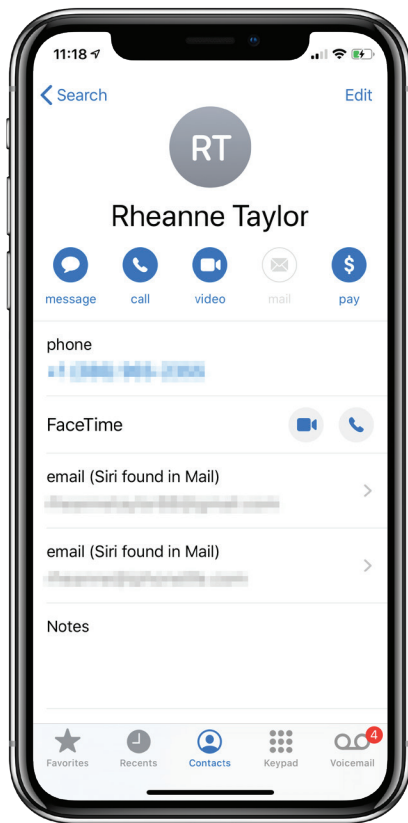 11:18
Search
Edit
RT
Rheanne Taylor
message
call
video
mail
$
pay
phone
FaceTime
email (Siri found in Mail)
email (Siri found in Mail)
Notes
4
Favorites
Recents
Contacts
Keypad
Voicemail